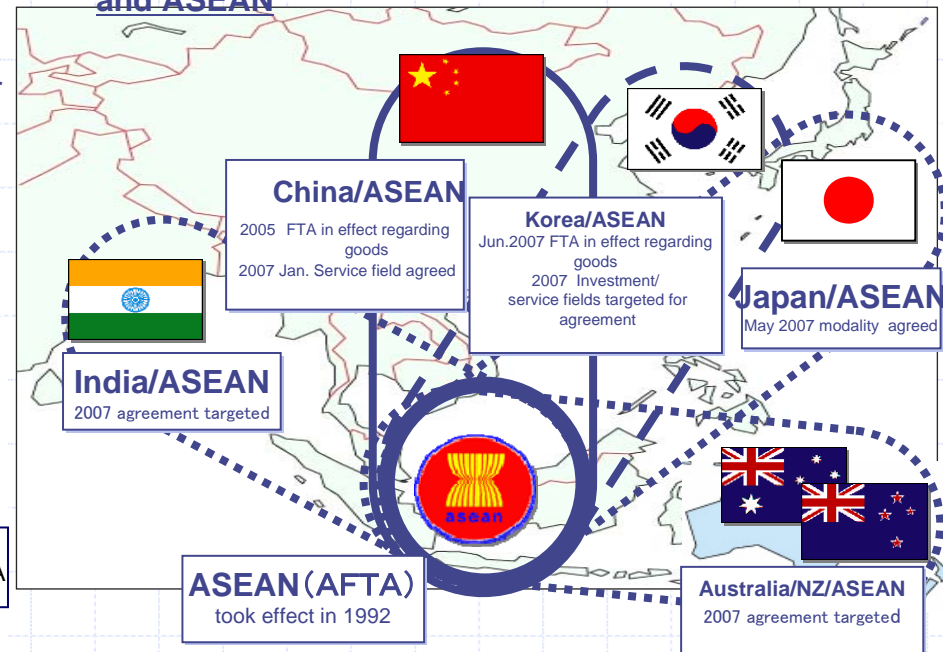 and ASEAN
China/ASEAN
2005 FTA in effect regarding
goods
2007 Jan. Service field agreed
Korea/ASEAN
Jun.2007 FTA in effect regarding
goods
2007 Investment/
service fields targeted for
agreement
Japan/ASEAN
May 2007 modality agreed
India/ASEAN
2007 agreement targeted
asean
ASEAN（AFTA）
took effect in 1992
Australia/NZ/ASEAN
2007 agreement targeted
A